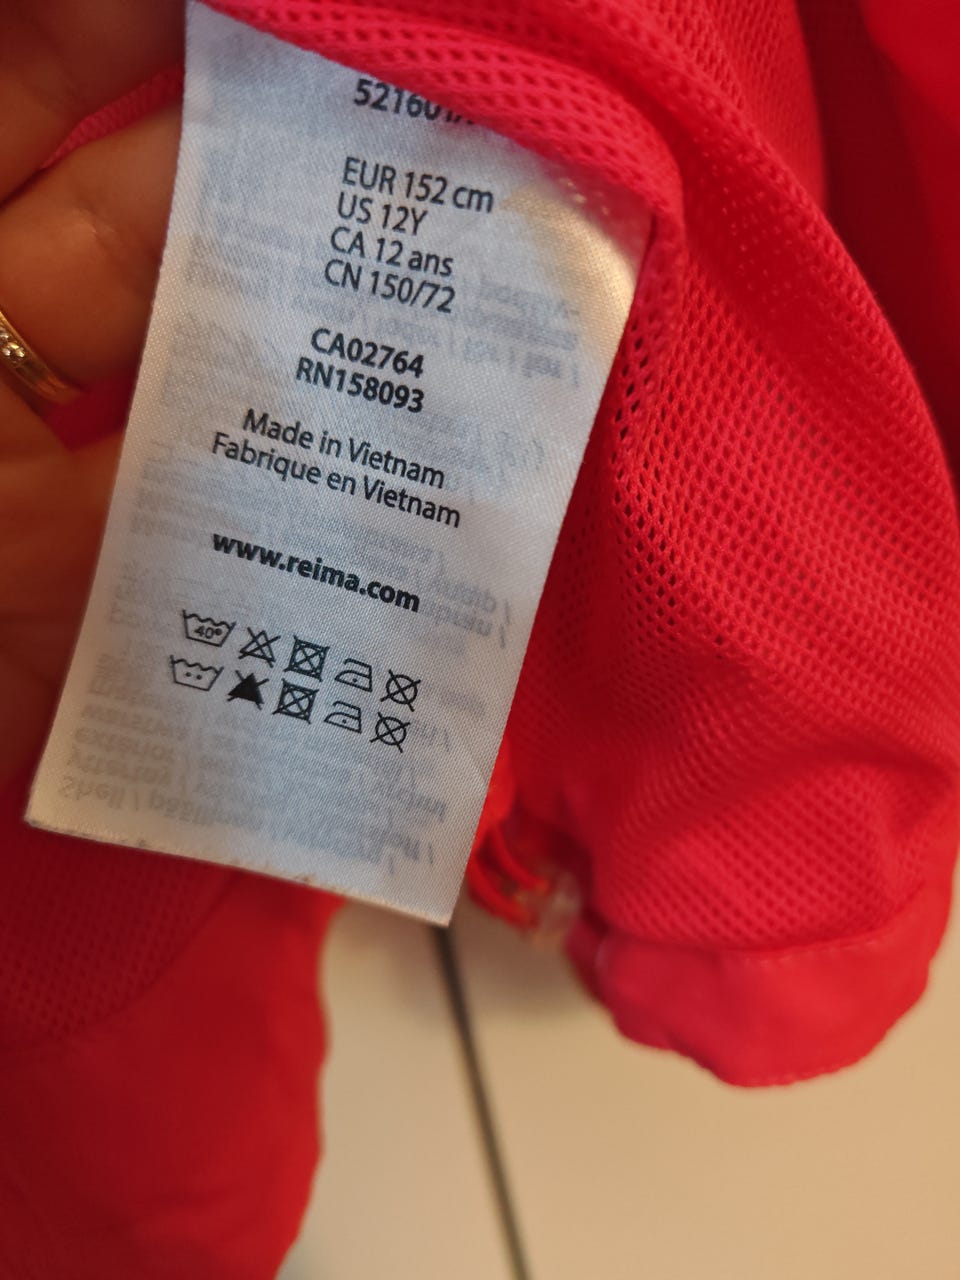 EUR 152 cm
US 12Y
CA 12 ans
CN 150/72
CA02764
RN158093
Made in Vietnam
Fabrique en Vietnam
www.reima.com
40°